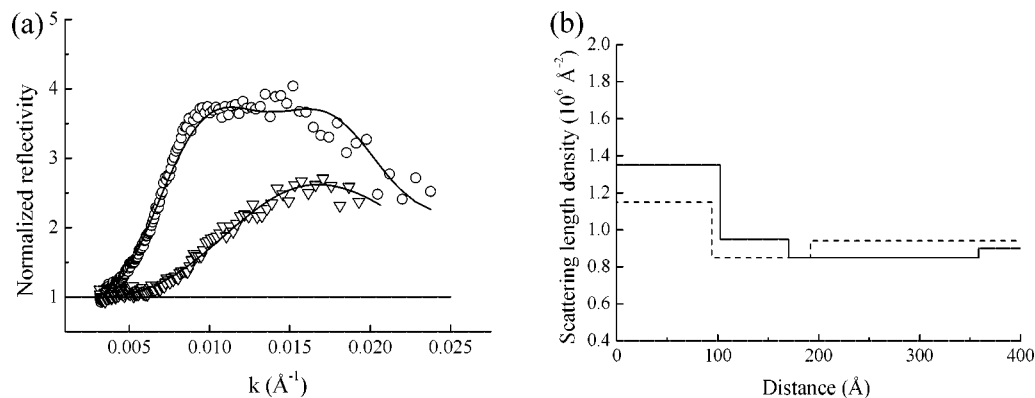 (a)
5
4
3
2
1
Normalized reflectivity
0.005 0.010 0.015 0.020 0.025
k (Å⁻¹)
(b)
2.0
1.8
1.6
1.4
1.2
1.0
0.8
0.6
0.4
Scattering length density (10⁶ Å⁻²)
0 100 200 300 400
Distance (Å)